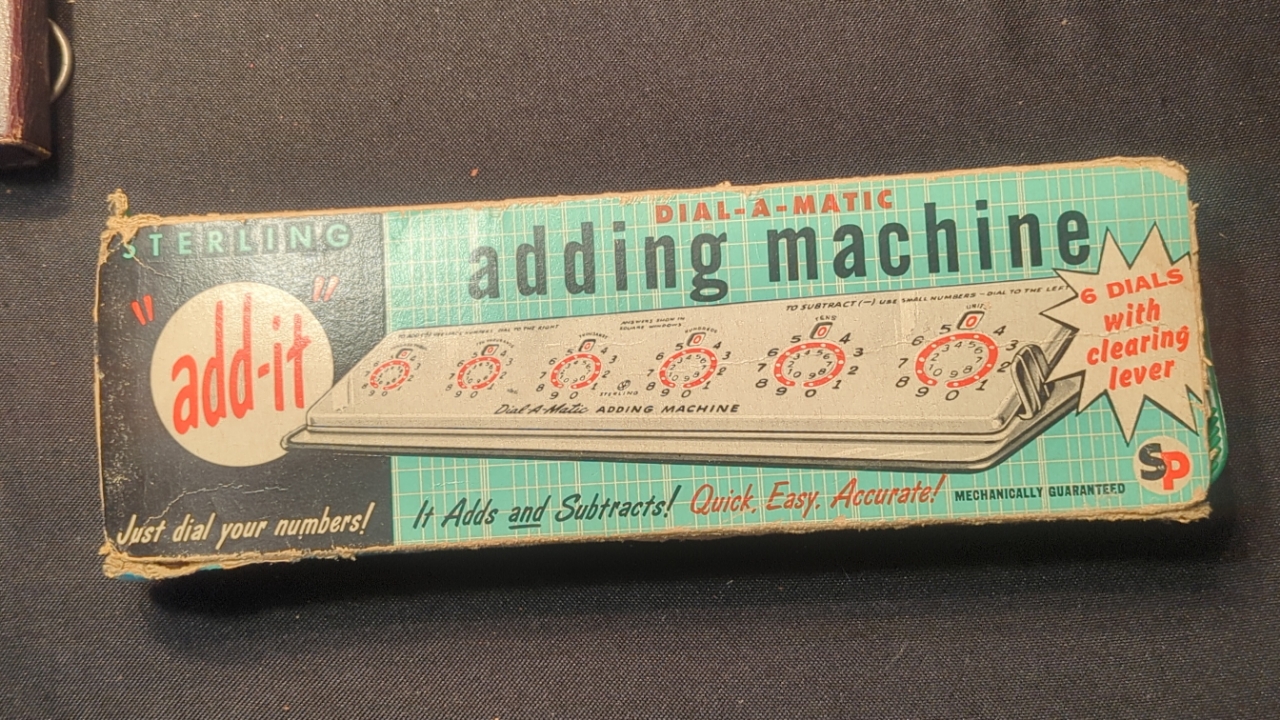 STERLING
"add-it"
Just dial your numbers!
DIAL-A-MATIC
adding machine
TO SUBTRACT (—) USE SMALL NUMBERS - DIAL TO THE LEFT
ANSWERS SHOW IN
SQUARE WINDOWS
HUNDREDS
TENS
UNITS
STERLING
Dial-A-Matic ADDING MACHINE
6 DIALS
with
clearing
lever
It Adds and Subtracts! Quick, Easy, Accurate! MECHANICALLY GUARANTEED
SP